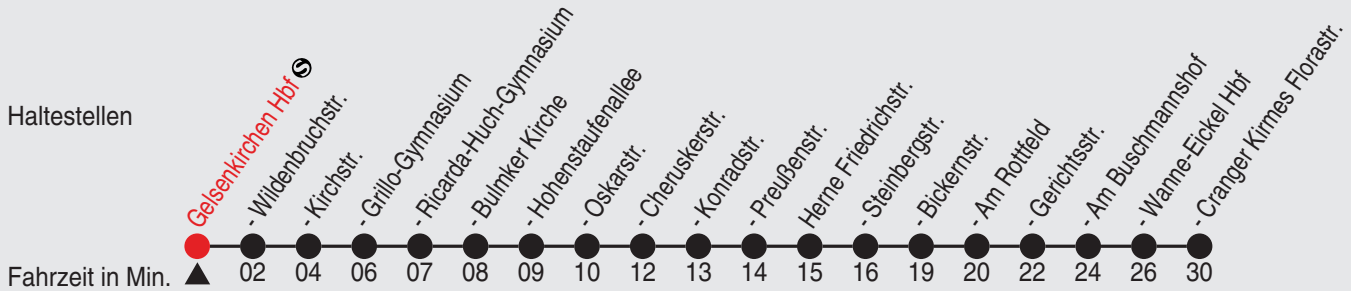 Haltestellen
Gelsenkirchen Hbf S
- Wildenbruchstr.
- Kirchstr.
- Grillo-Gymnasium
- Ricarda-Huch-Gymnasium
- Bulmker Kirche
- Hohenstaufenallee
- Oskarstr.
- Cheruskerstr.
- Konradstr.
- Preußenstr.
Herne Friedrichstr.
- Steinbergstr.
- Bickernstr.
- Am Rottfeld
- Gerichtsstr.
- Am Buschmannshof
- Wanne-Eickel Hbf
- Cranger Kirmes Florastr.
Fahrzeit in Min. 02 04 06 07 08 09 10 12 13 14 15 16 19 20 22 24 26 30